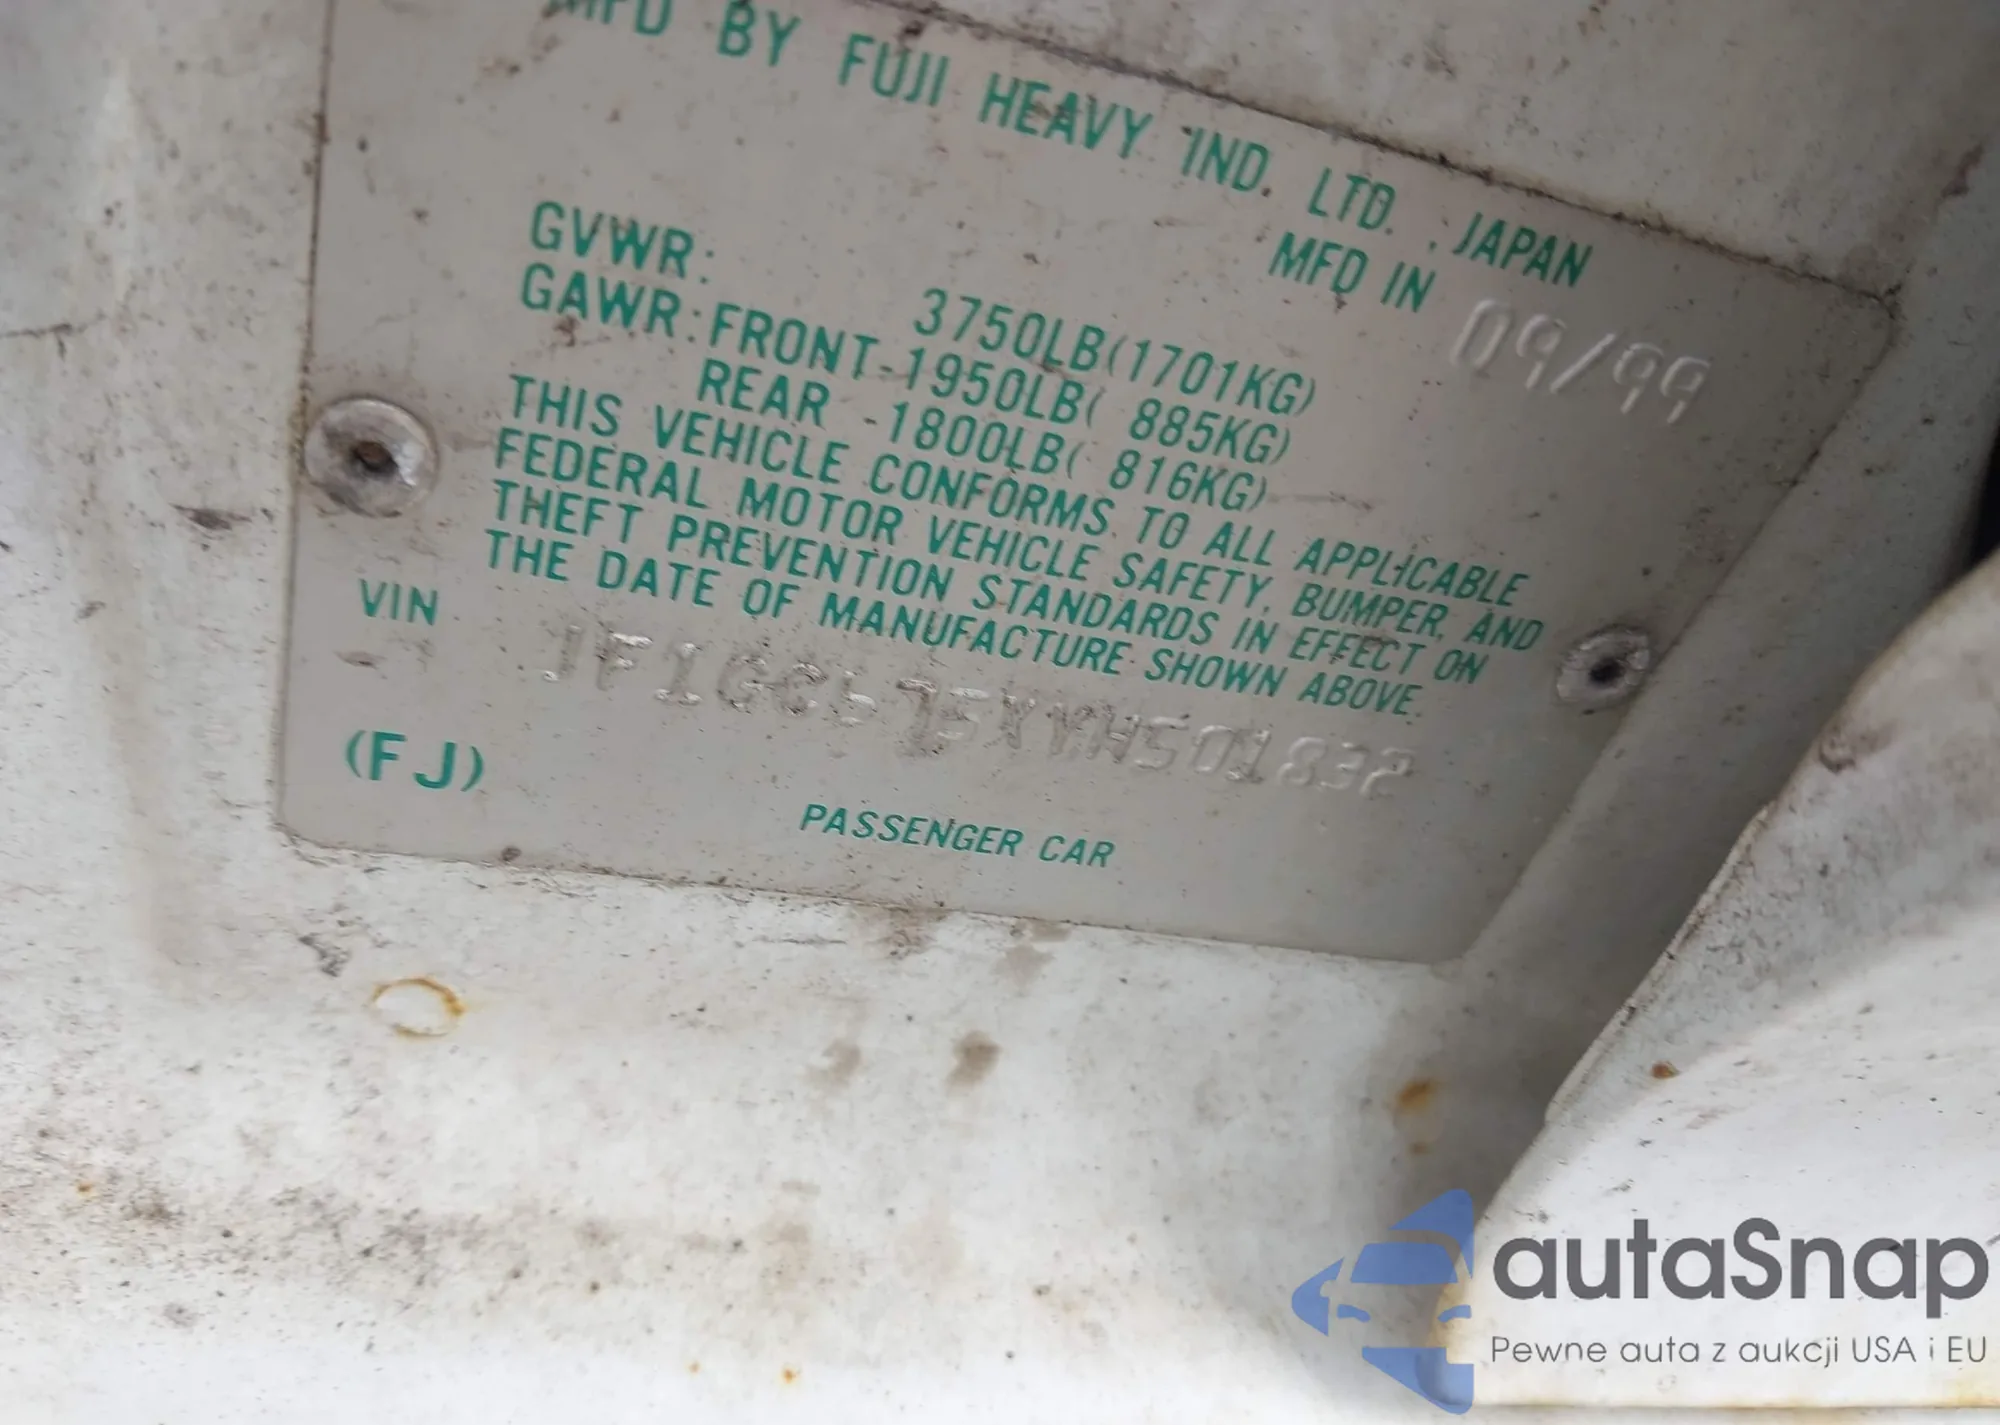 MFD BY FUJI HEAVY IND. LTD. , JAPAN
MFD IN 09/99
GVWR: 3750LB(1701KG)
GAWR:FRONT-1950LB( 885KG)
REAR -1800LB( 816KG)
THIS VEHICLE CONFORMS TO ALL APPLICABLE
FEDERAL MOTOR VEHICLE SAFETY, BUMPER, AND
THEFT PREVENTION STANDARDS IN EFFECT ON
THE DATE OF MANUFACTURE SHOWN ABOVE.
VIN JF1GC675XYH501832
(FJ)
PASSENGER CAR
autaSnap
Pewne auta z aukcji USA i EU